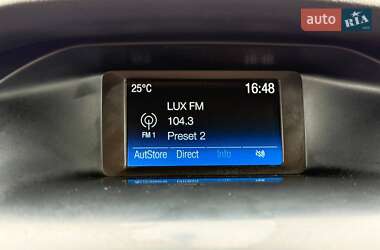 auto RIA
25°C 16:48
LUX FM
104.3
FM 1 Preset 2
AutStore Direct Info